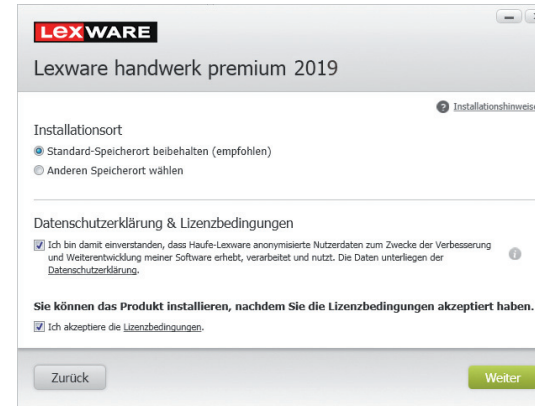 LEXWARE
Lexware handwerk premium 2019
? Installationshinweise
Installationsort
Standard-Speicherort beibehalten (empfohlen)
Anderen Speicherort wählen
Datenschutzerklärung & Lizenzbedingungen
Ich bin damit einverstanden, dass Haufe-Lexware anonymisierte Nutzerdaten zum Zwecke der Verbesserung
und Weiterentwicklung meiner Software erhebt, verarbeitet und nutzt. Die Daten unterliegen der
Datenschutzerklärung.
Sie können das Produkt installieren, nachdem Sie die Lizenzbedingungen akzeptiert haben.
Ich akzeptiere die Lizenzbedingungen.
Zurück
Weiter